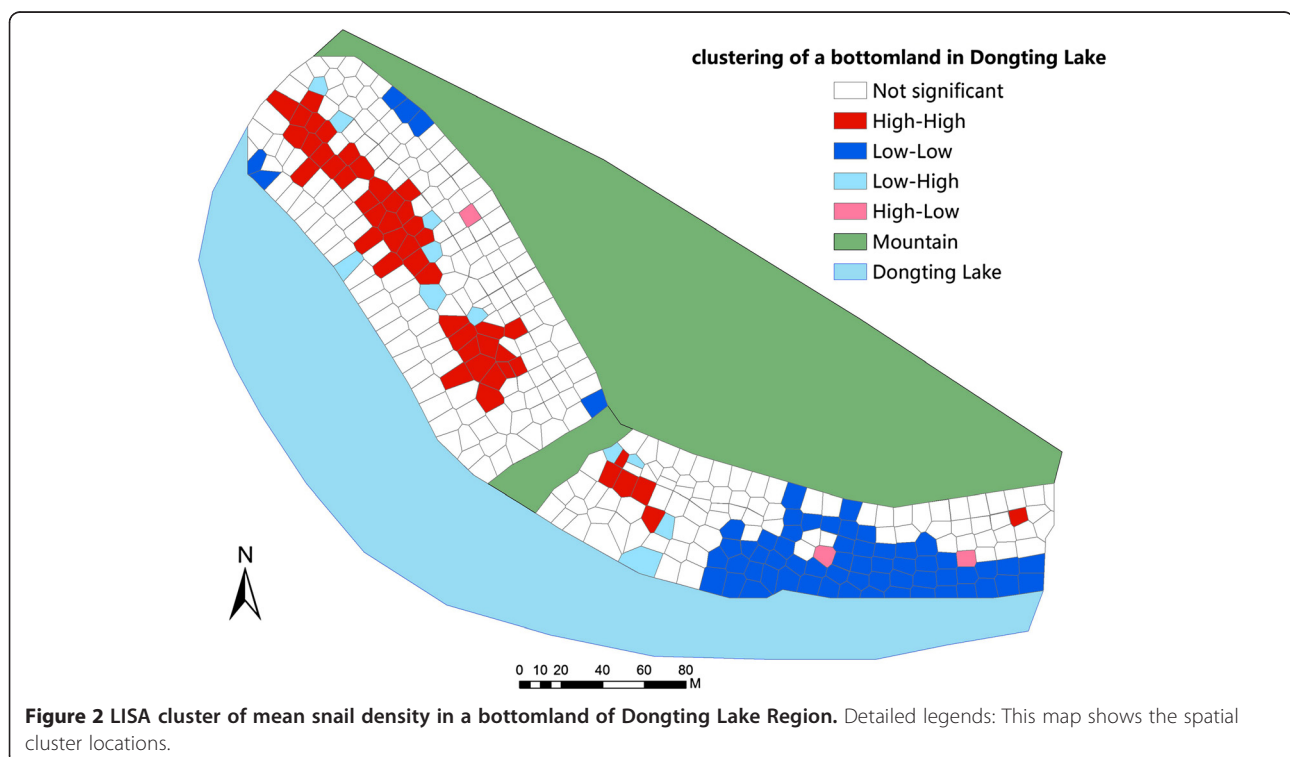 clustering of a bottomland in Dongting Lake
Not significant
High-High
Low-Low
Low-High
High-Low
Mountain
Dongting Lake
N
0 10 20 40 60 80
M
Figure 2 LISA cluster of mean snail density in a bottomland of Dongting Lake Region. Detailed legends: This map shows the spatial
cluster locations.